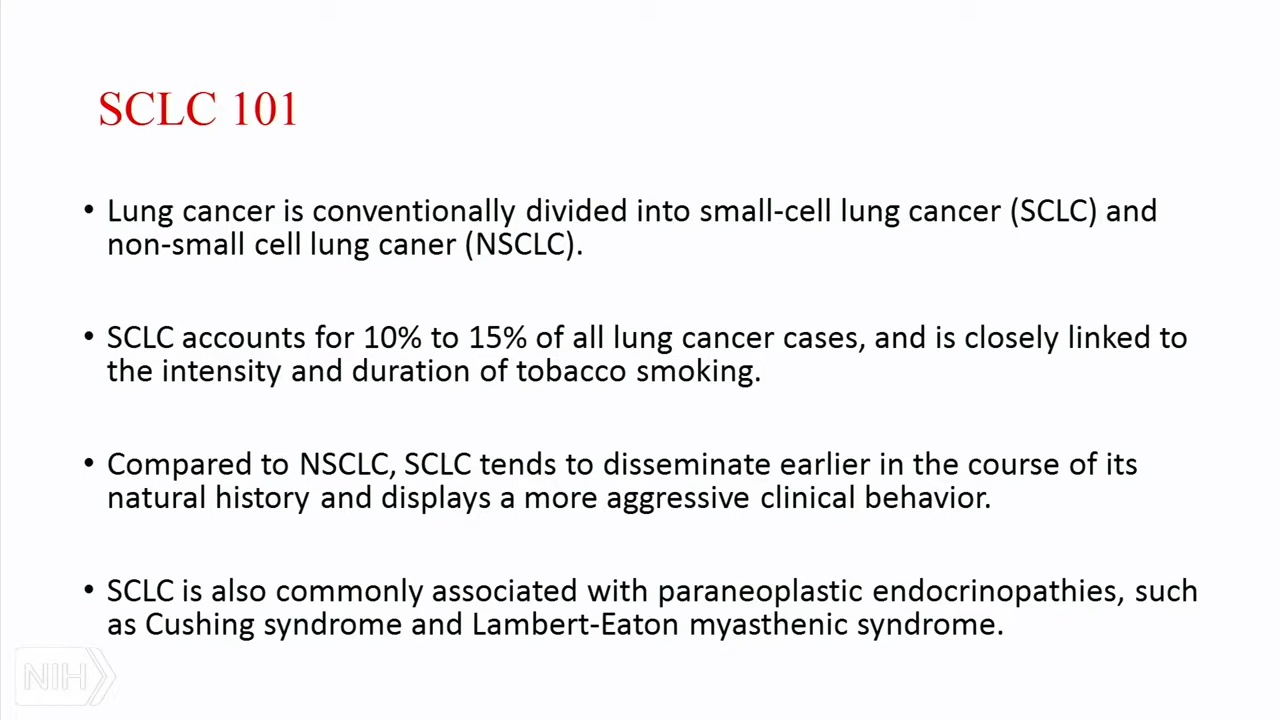 SCLC 101
• Lung cancer is conventionally divided into small-cell lung cancer (SCLC) and
non-small cell lung caner (NSCLC).
• SCLC accounts for 10% to 15% of all lung cancer cases, and is closely linked to
the intensity and duration of tobacco smoking.
• Compared to NSCLC, SCLC tends to disseminate earlier in the course of its
natural history and displays a more aggressive clinical behavior.
• SCLC is also commonly associated with paraneoplastic endocrinopathies, such
as Cushing syndrome and Lambert-Eaton myasthenic syndrome.
NIH